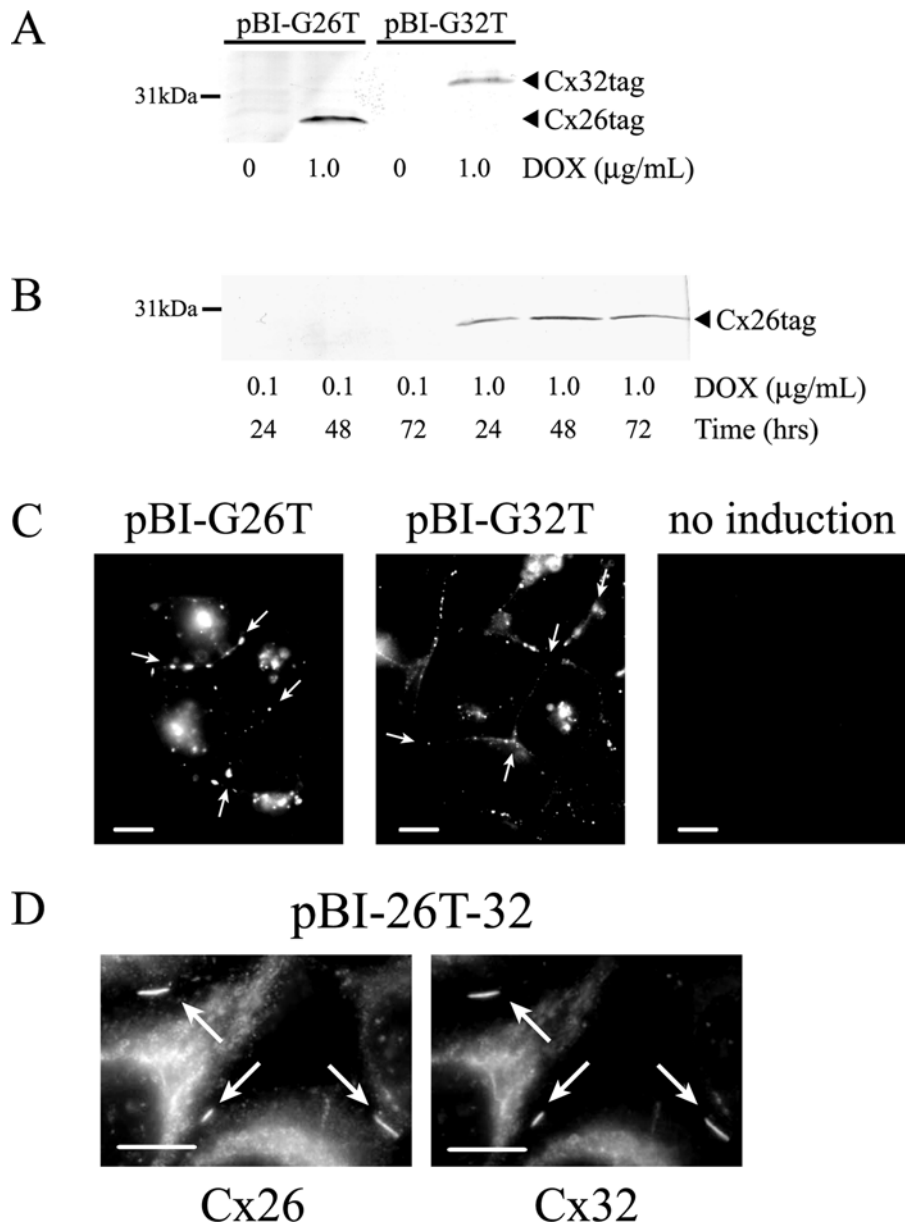 A
pBI-G26T pBI-G32T
31kDa
Cx32tag
Cx26tag
0 1.0 0 1.0 DOX (μg/mL)
B
31kDa
Cx26tag
0.1 0.1 0.1 1.0 1.0 1.0 DOX (μg/mL)
24 48 72 24 48 72 Time (hrs)
C
pBI-G26T pBI-G32T no induction
D
pBI-26T-32
Cx26 Cx32